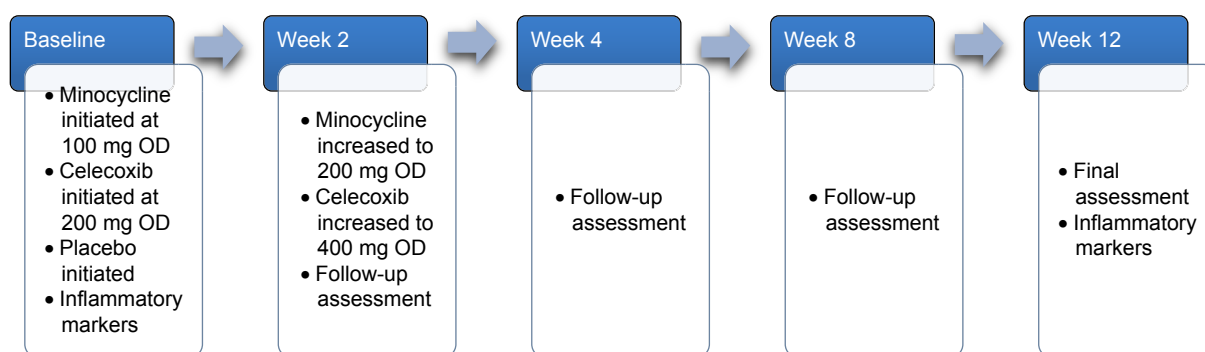 Baseline
• Minocycline
initiated at
100 mg OD
• Celecoxib
initiated at
200 mg OD
• Placebo
initiated
• Inflammatory
markers
Week 2
• Minocycline
increased to
200 mg OD
• Celecoxib
increased to
400 mg OD
• Follow-up
assessment
Week 4
• Follow-up
assessment
Week 8
• Follow-up
assessment
Week 12
• Final
assessment
• Inflammatory
markers